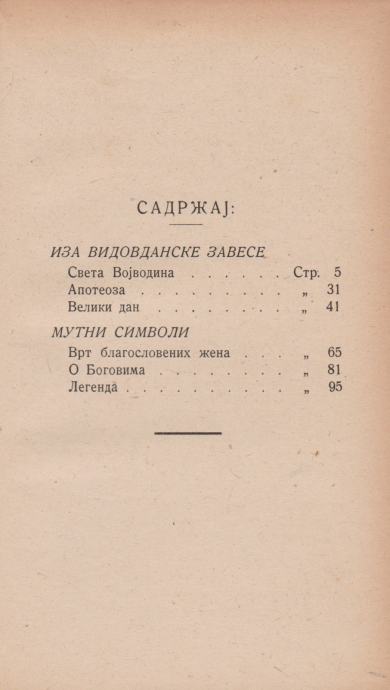 САДРЖАЈ:
ИЗА ВИДОВДАНСКЕ ЗАВЕСЕ
Света Војводина . . . . . . Стр. 5
Апотеоза . . . . . . . . . „ 31
Велики дан . . . . . . . . „ 41
МУТНИ СИМВОЛИ
Врт благословених жена . . . „ 65
О Боговима . . . . . . . . „ 81
Легенда . . . . . . . . . . „ 95